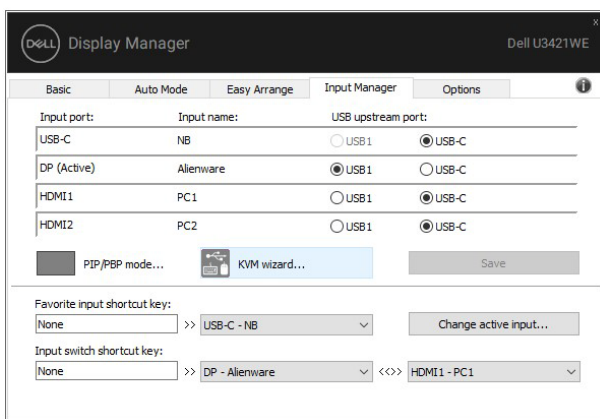 DELL Display Manager Dell U3421WE
x
Basic Auto Mode Easy Arrange Input Manager Options i
Input port: Input name: USB upstream port:
USB-C NB USB1 USB-C
DP (Active) Alienware USB1 USB-C
HDMI1 PC1 USB1 USB-C
HDMI2 PC2 USB1 USB-C
PIP/PBP mode... KVM wizard... Save
Favorite input shortcut key:
None >> USB-C - NB Change active input...
Input switch shortcut key:
None >> DP - Alienware <<>> HDMI1 - PC1